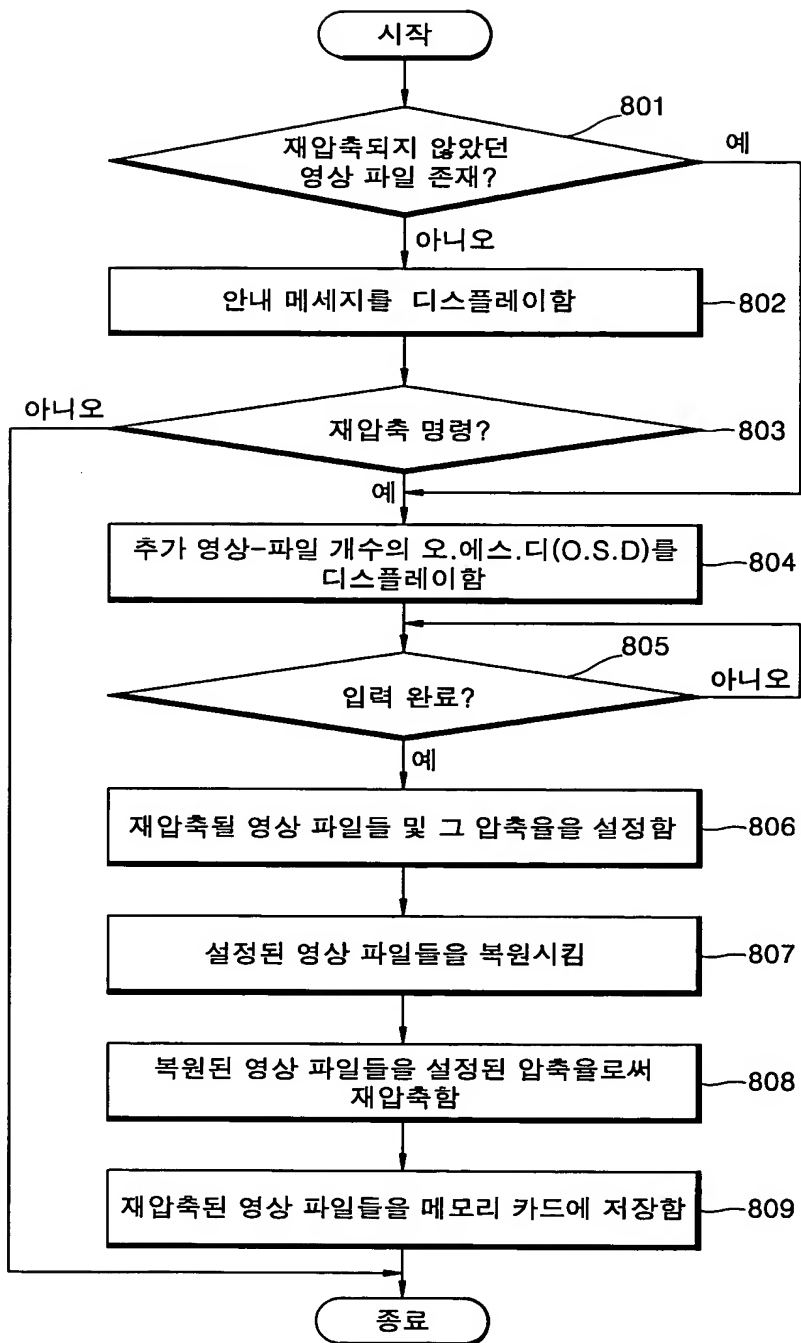 시작
801
재압축되지 않았던
영상 파일 존재?
예
아니오
안내 메세지를 디스플레이함
802
아니오
재압축 명령?
803
예
추가 영상-파일 개수의 오.에스.디(O.S.D)를
디스플레이함
804
805
입력 완료?
아니오
예
재압축될 영상 파일들 및 그 압축율을 설정함
806
설정된 영상 파일들을 복원시킴
807
복원된 영상 파일들을 설정된 압축율로써
재압축함
808
재압축된 영상 파일들을 메모리 카드에 저장함
809
종료